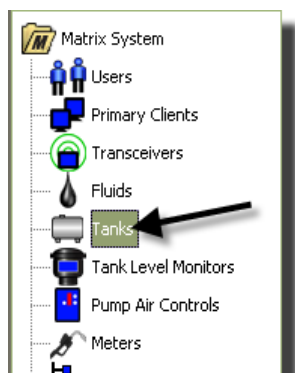 Matrix System
Users
Primary Clients
Transceivers
Fluids
Tanks
Tank Level Monitors
Pump Air Controls
Meters